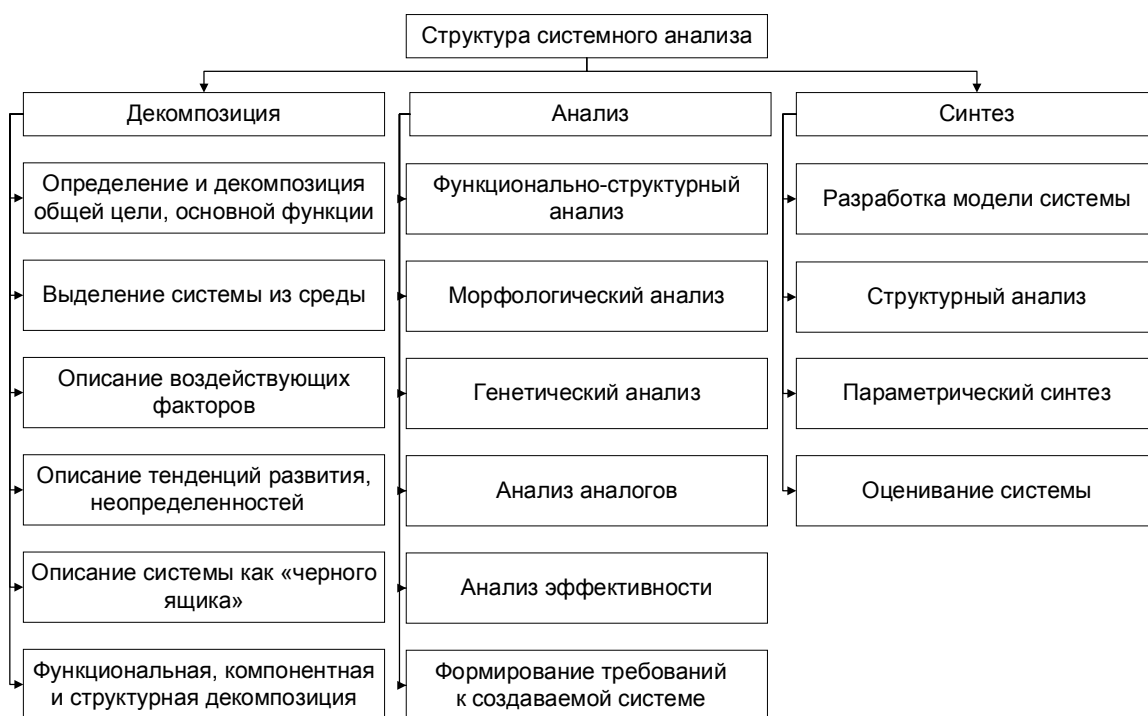 Структура системного анализа
Декомпозиция
Определение и декомпозиция
общей цели, основной функции
Выделение системы из среды
Описание воздействующих
факторов
Описание тенденций развития,
неопределенностей
Описание системы как «черного
ящика»
Функциональная, компонентная
и структурная декомпозиция
Анализ
Функционально-структурный
анализ
Морфологический анализ
Генетический анализ
Анализ аналогов
Анализ эффективности
Формирование требований
к создаваемой системе
Синтез
Разработка модели системы
Структурный анализ
Параметрический синтез
Оценивание системы